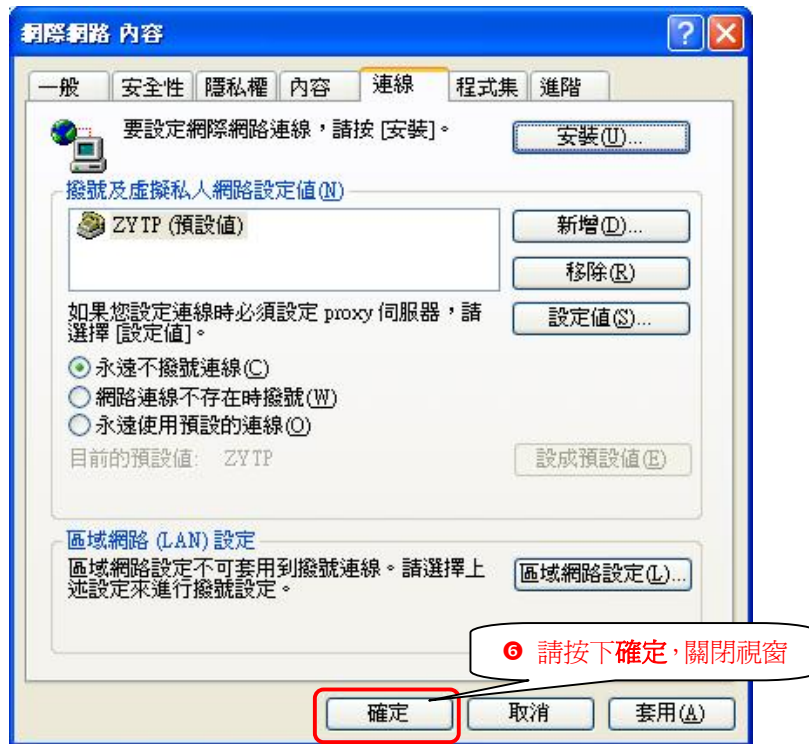 網際網路 內容
一般 安全性 隱私權 內容 連線 程式集 進階
要設定網際網路連線，請按 [安裝]。
安裝(U)...
撥號及虛擬私人網路設定值(N)
ZYTP (預設值)
新增(D)...
移除(R)
如果您設定連線時必須設定 proxy 伺服器，請
選擇 [設定值]。
設定值(S)...
永遠不撥號連線(C)
網路連線不存在時撥號(W)
永遠使用預設的連線(O)
目前的預設值: ZYTP
設成預設值(E)
區域網路 (LAN) 設定
區域網路設定不可套用到撥號連線。請選擇上
述設定來進行撥號設定。
區域網路設定(L)...
❻ 請按下確定，關閉視窗
確定 取消 套用(A)